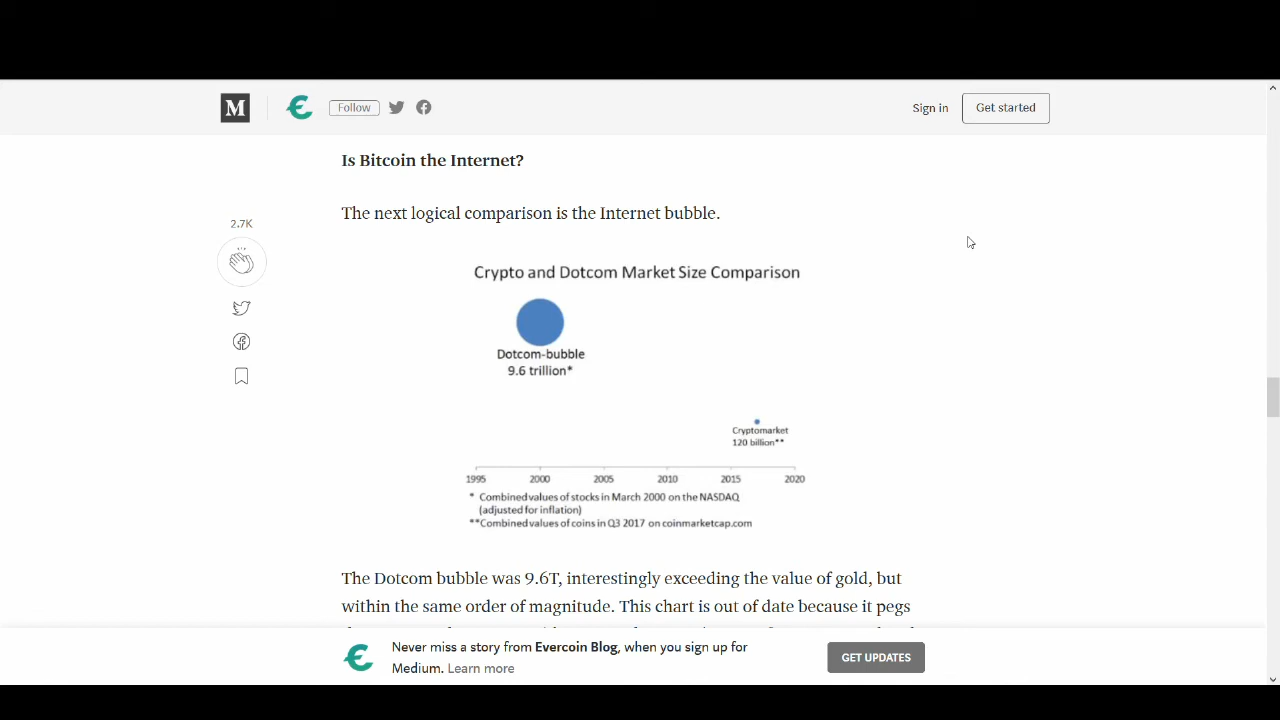 M
Follow
Sign in
Get started
Is Bitcoin the Internet?
The next logical comparison is the Internet bubble.
2.7K
Crypto and Dotcom Market Size Comparison
Dotcom-bubble
9.6 trillion*
Cryptomarket
120 billion**
1995 2000 2005 2010 2015 2020
* Combined values of stocks in March 2000 on the NASDAQ
(adjusted for inflation)
**Combined values of coins in Q3 2017 on coinmarketcap.com
The Dotcom bubble was 9.6T, interestingly exceeding the value of gold, but
within the same order of magnitude. This chart is out of date because it pegs
Never miss a story from Evercoin Blog, when you sign up for
Medium. Learn more
GET UPDATES